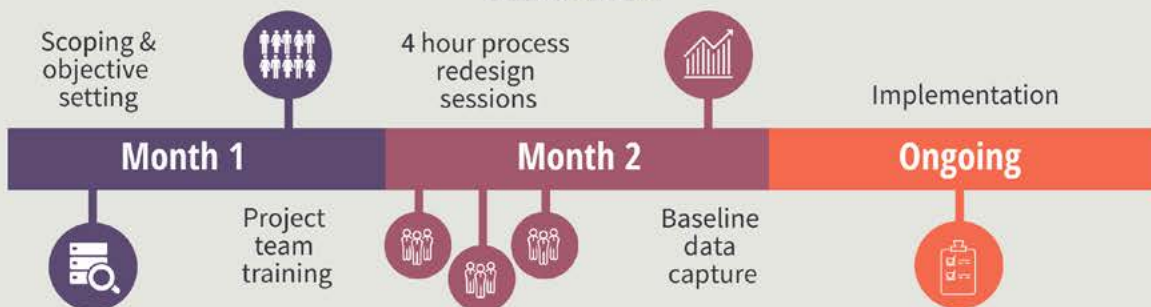 Scoping &
objective
setting
4 hour process
redesign
sessions
Implementation
Month 1
Month 2
Ongoing
Project
team
training
Baseline
data
capture